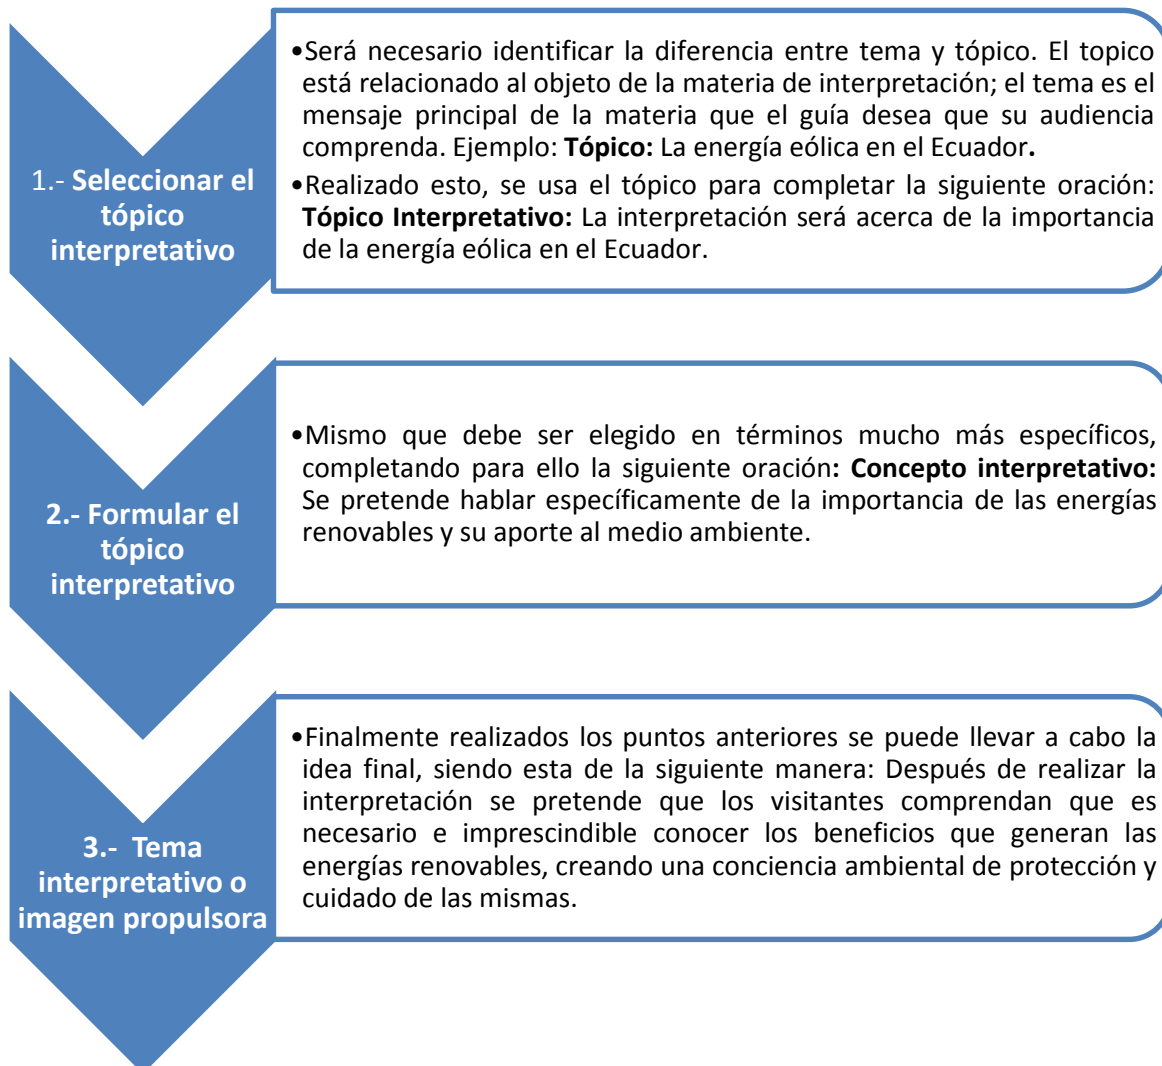 1.- Seleccionar el
tópico
interpretativo
•Será necesario identificar la diferencia entre tema y tópico. El topico
está relacionado al objeto de la materia de interpretación; el tema es el
mensaje principal de la materia que el guía desea que su audiencia
comprenda. Ejemplo: Tópico: La energía eólica en el Ecuador.
•Realizado esto, se usa el tópico para completar la siguiente oración:
Tópico Interpretativo: La interpretación será acerca de la importancia
de la energía eólica en el Ecuador.
2.- Formular el
tópico
interpretativo
•Mismo que debe ser elegido en términos mucho más específicos,
completando para ello la siguiente oración: Concepto interpretativo:
Se pretende hablar específicamente de la importancia de las energías
renovables y su aporte al medio ambiente.
3.- Tema
interpretativo o
imagen propulsora
•Finalmente realizados los puntos anteriores se puede llevar a cabo la
idea final, siendo esta de la siguiente manera: Después de realizar la
interpretación se pretende que los visitantes comprendan que es
necesario e imprescindible conocer los beneficios que generan las
energías renovables, creando una conciencia ambiental de protección y
cuidado de las mismas.